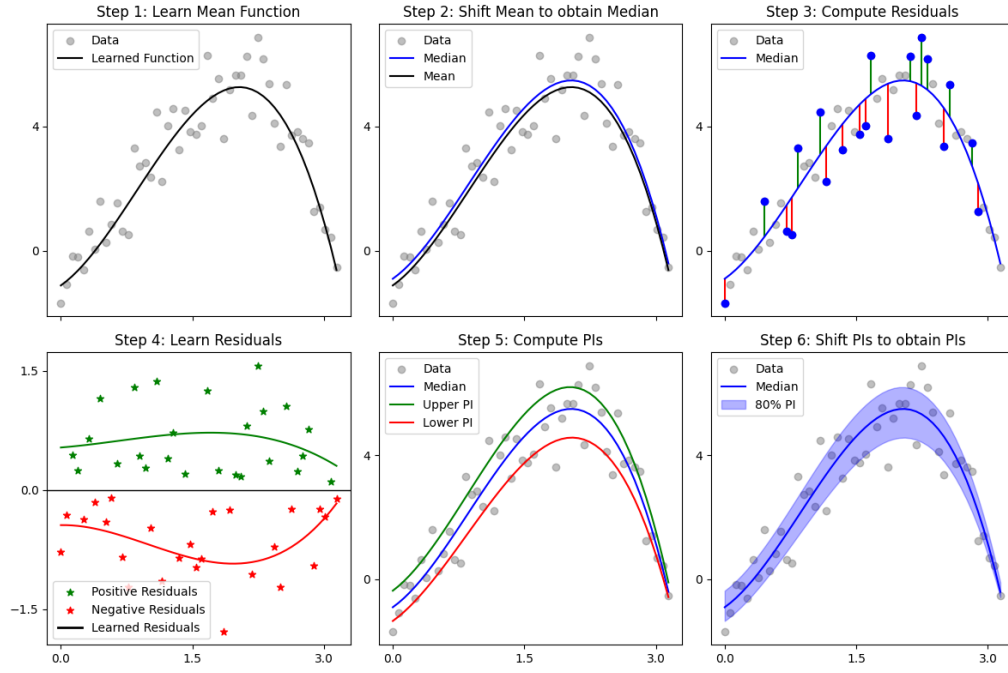 Step 1: Learn Mean Function
Data
Learned Function
4
0
Step 2: Shift Mean to obtain Median
Data
Median
Mean
4
0
Step 3: Compute Residuals
Data
Median
4
0
Step 4: Learn Residuals
1.5
0.0
−1.5
Positive Residuals
Negative Residuals
Learned Residuals
0.0
1.5
3.0
Step 5: Compute PIs
Data
Median
Upper PI
Lower PI
4
0
0.0
1.5
3.0
Step 6: Shift PIs to obtain PIs
Data
Median
80% PI
4
0
0.0
1.5
3.0